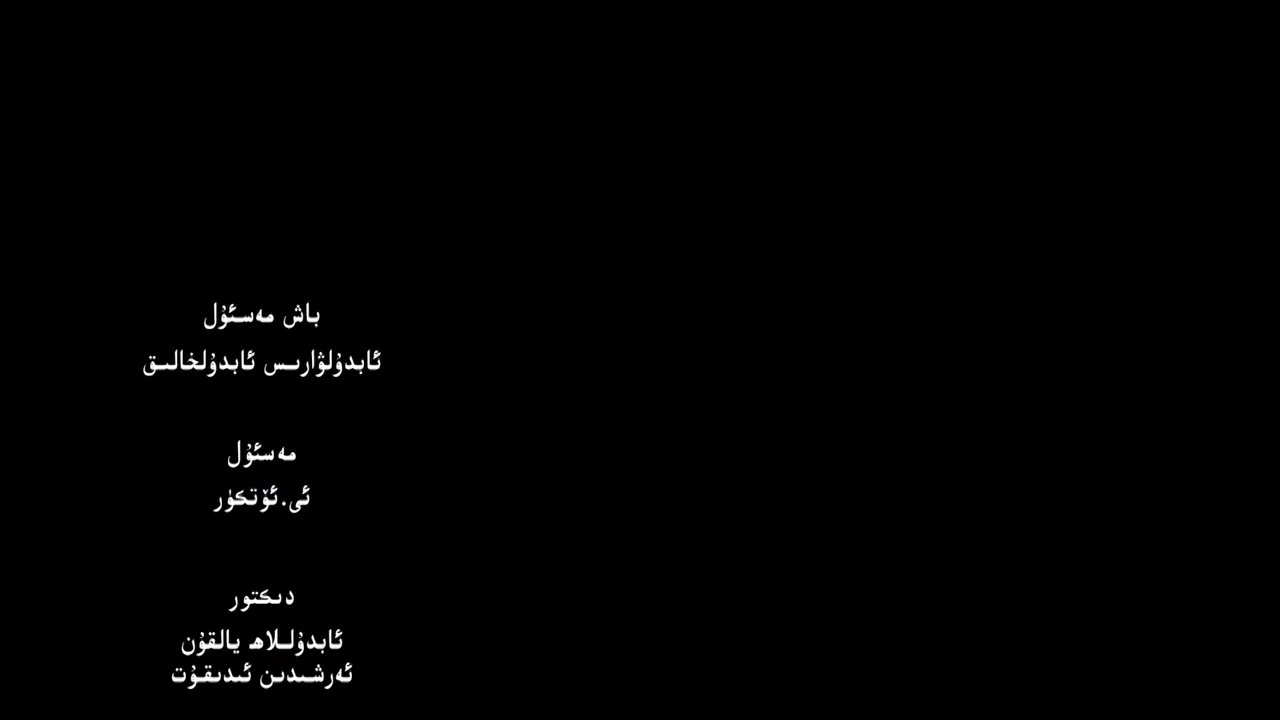 باش مەسئۇل
ئابدۇلۋارىس ئابدۇلخالىق
مەسئۇل
ئى.ئۆتكۈر
دىكتور
ئابدۇللاھ يالقۇن
ئەرشىدىن ئىدىقۇت